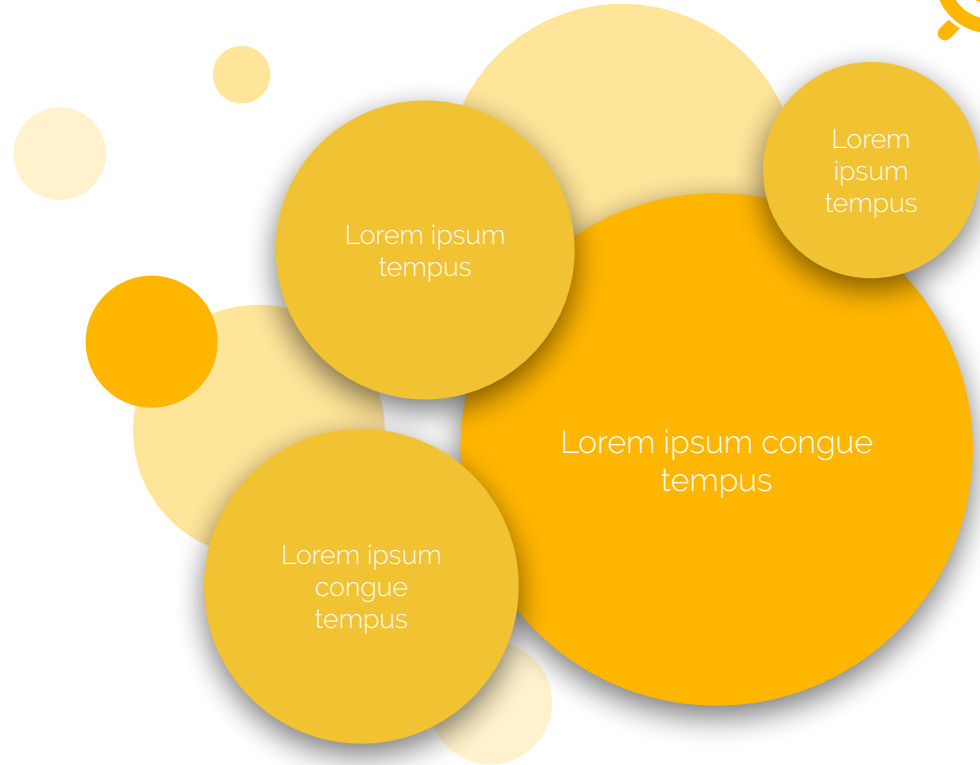 Lorem
ipsum
tempus
Lorem ipsum
tempus
Lorem ipsum congue
tempus
Lorem ipsum
congue
tempus